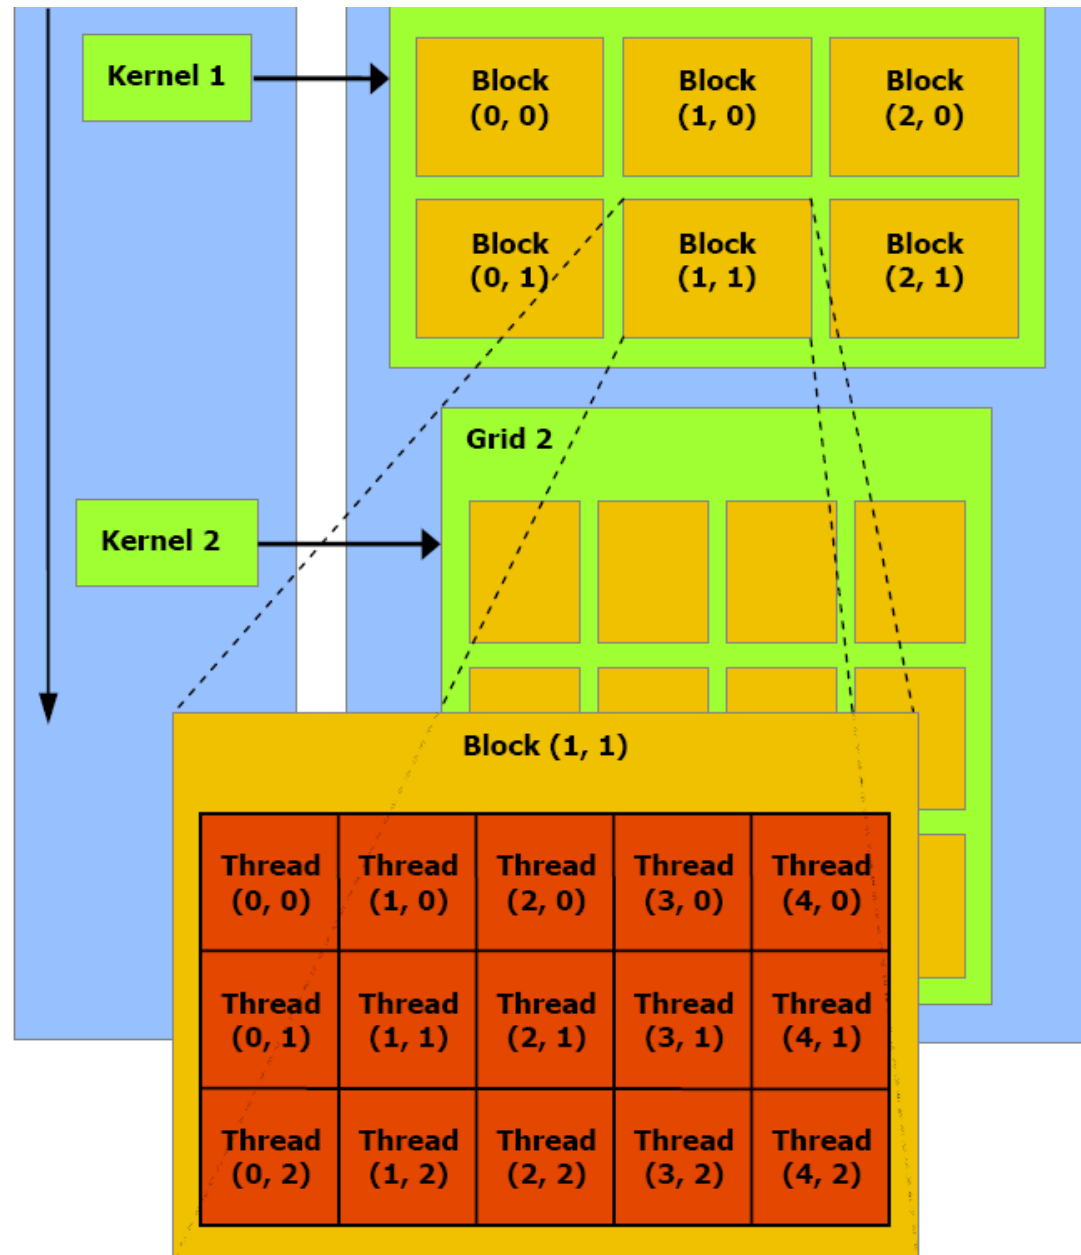 Kernel 1
Block
(0, 0)
Block
(1, 0)
Block
(2, 0)
Block
(0, 1)
Block
(1, 1)
Block
(2, 1)
Grid 2
Kernel 2
Block (1, 1)
Thread
(0, 0)
Thread
(1, 0)
Thread
(2, 0)
Thread
(3, 0)
Thread
(4, 0)
Thread
(0, 1)
Thread
(1, 1)
Thread
(2, 1)
Thread
(3, 1)
Thread
(4, 1)
Thread
(0, 2)
Thread
(1, 2)
Thread
(2, 2)
Thread
(3, 2)
Thread
(4, 2)